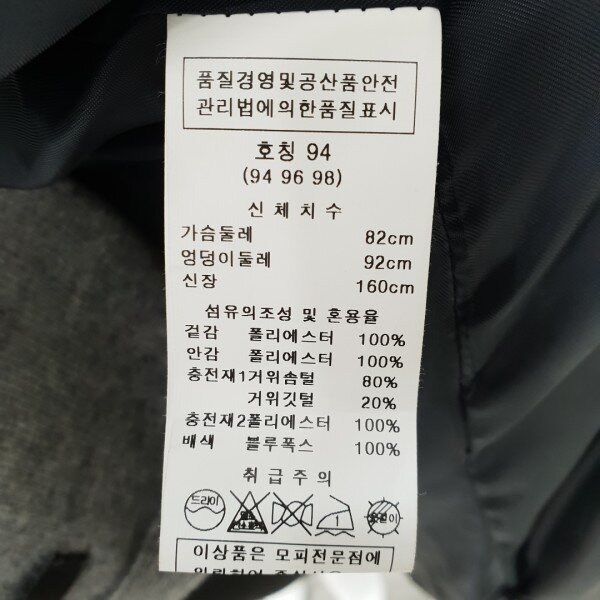 품질경영및공산품안전
관리법에의한품질표시
호칭 94
(94 96 98)
신체치수
가슴둘레 82cm
엉덩이둘레 92cm
신장 160cm
섬유의조성 및 혼용율
겉감 폴리에스터 100%
안감 폴리에스터 100%
충전재1거위솜털 80%
거위깃털 20%
충전재2폴리에스터 100%
배색 블루폭스 100%
취급주의
드라이
이상품은 모피전문점에